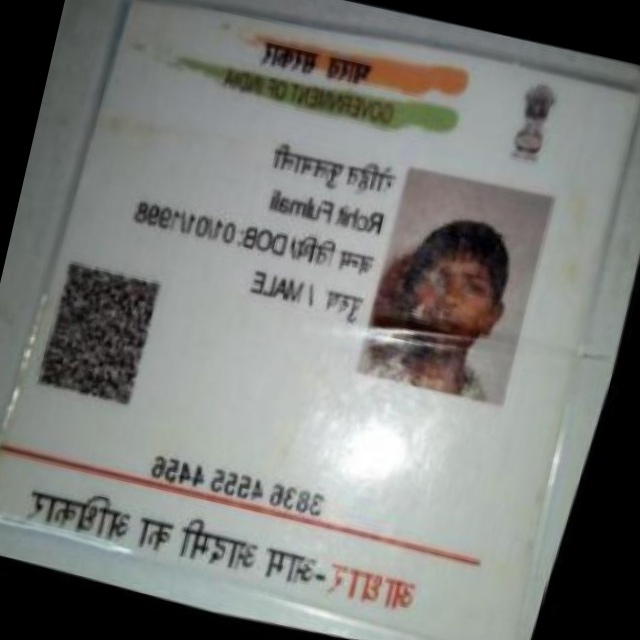 भारत सरकार
GOVERNMENT OF INDIA
रोहित फुलमाली
Rohit Fulmali
जन्म तिथि/ DOB: 01/01/1998
पुरुष / MALE
3836 4555 4456
आधार-आम आदमी का अधिकार